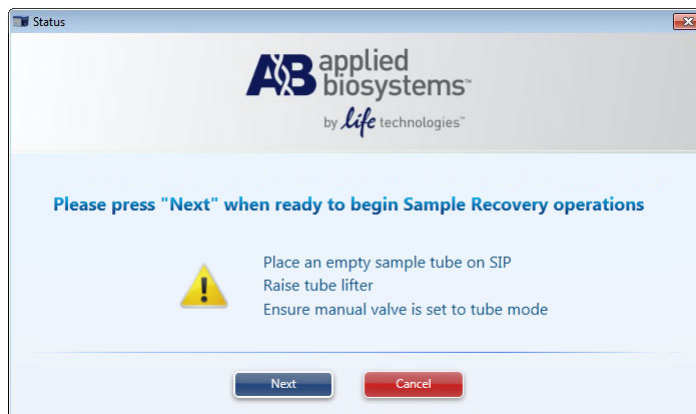 Status
AB applied
biosystems™
by life technologies™
Please press "Next" when ready to begin Sample Recovery operations
Place an empty sample tube on SIP
Raise tube lifter
Ensure manual valve is set to tube mode
Next Cancel